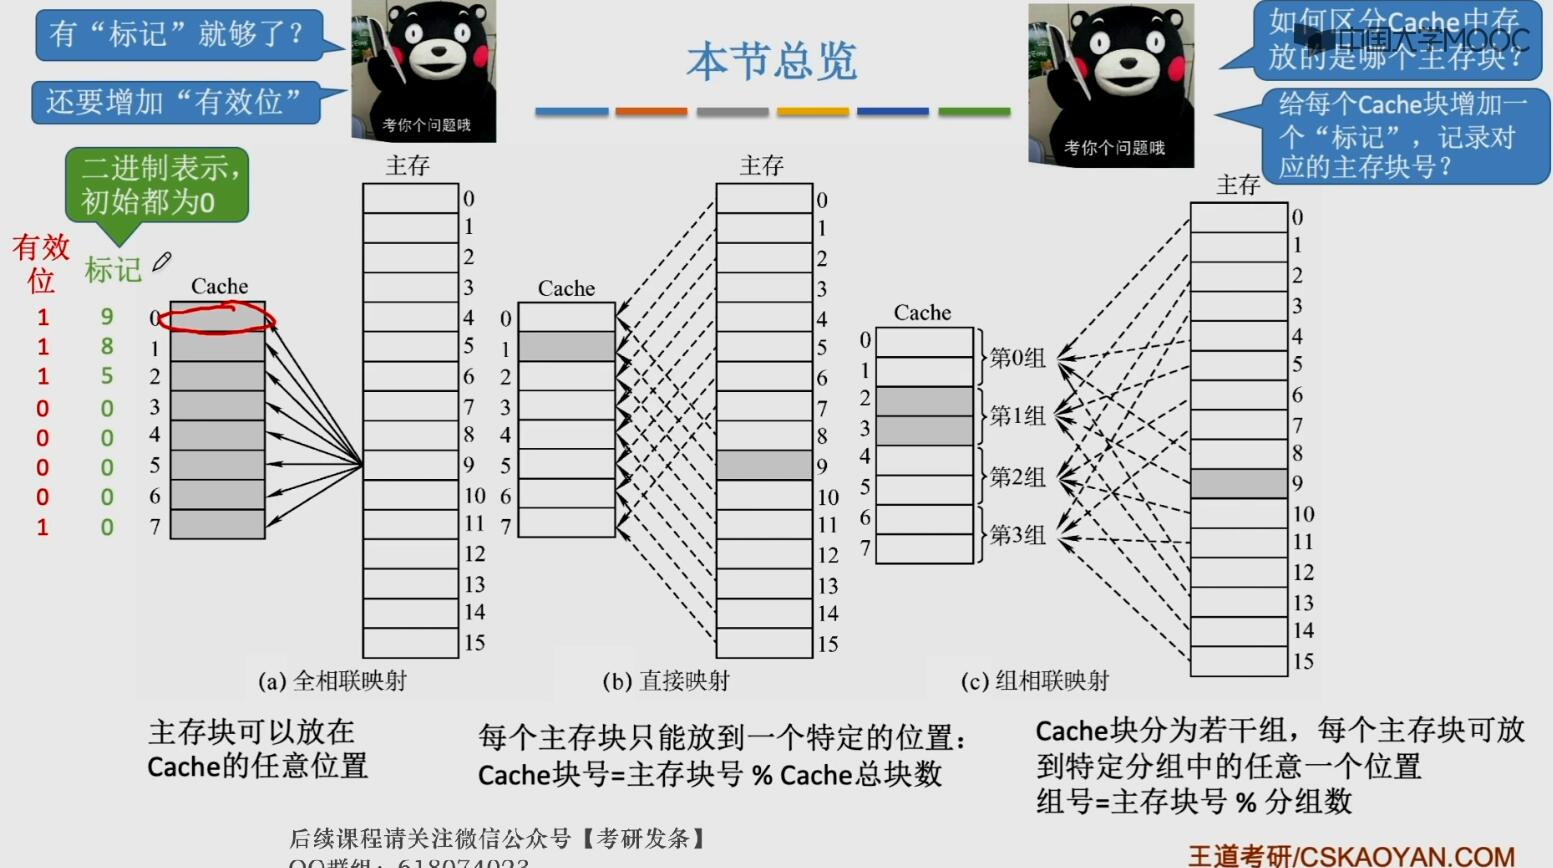 有“标记”就够了？
还要增加“有效位”
考你个问题哦
本节总览
考你个问题哦
如何区分Cache中存
放的是哪个主存块？
中国大学MOOC
给每个Cache块增加一
个“标记”，记录对
应的主存块号？
二进制表示，
初始都为0
有效
位
标记
Cache
主存
1 9 0
1 8 1
1 5 2
0 0 3
0 0 4
0 0 5
0 0 6
1 0 7
0
1
2
3
4
5
6
7
8
9
10
11
12
13
14
15
(a) 全相联映射
主存块可以放在
Cache的任意位置
Cache
主存
0
1
2
3
4
5
6
7
0
1
2
3
4
5
6
7
8
9
10
11
12
13
14
15
(b) 直接映射
每个主存块只能放到一个特定的位置：
Cache块号=主存块号 % Cache总块数
Cache
主存
0
1
2
3
4
5
6
7
第0组
第1组
第2组
第3组
0
1
2
3
4
5
6
7
8
9
10
11
12
13
14
15
(c) 组相联映射
Cache块分为若干组，每个主存块可放
到特定分组中的任意一个位置
组号=主存块号 % 分组数
后续课程请关注微信公众号【考研发条】
QQ群组：618074023
王道考研/CSKAOYAN.COM